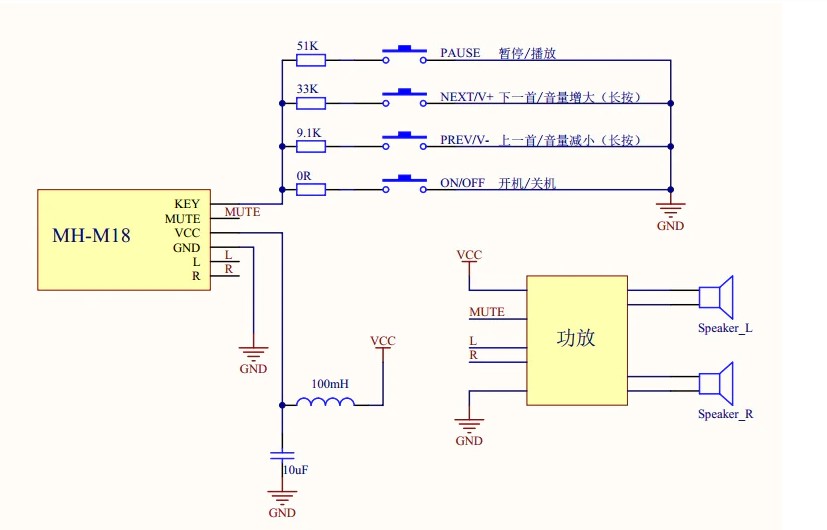 51K
PAUSE 暂停/播放
33K
NEXT/V+ 下一首/音量增大（长按）
9.1K
PREV/V- 上一首/音量减小（长按）
0R
ON/OFF 开机/关机
GND
MH-M18
KEY
MUTE
VCC
GND
L
R
MUTE
L
R
GND
VCC
100mH
10uF
GND
VCC
MUTE
L
R
GND
功放
Speaker_L
Speaker_R